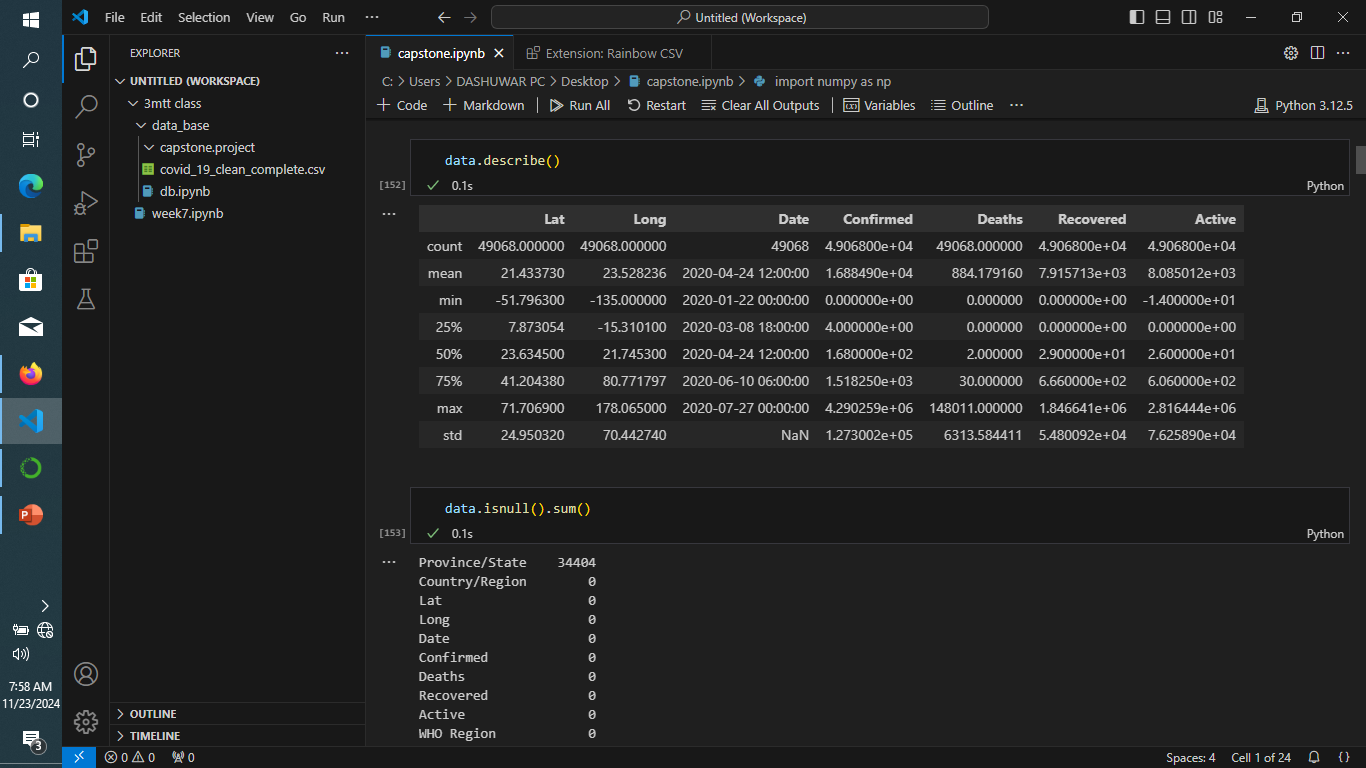 File Edit Selection View Go Run ··· Untitled (Workspace)
EXPLORER ···
UNTITLED (WORKSPACE)
3mtt class
data_base
capstone.project
covid_19_clean_complete.csv
db.ipynb
week7.ipynb
OUTLINE
TIMELINE
capstone.ipynb Extension: Rainbow CSV ···
C: > Users > DASHUWAR PC > Desktop > capstone.ipynb > import numpy as np
+ Code + Markdown | Run All Restart Clear All Outputs | Variables Outline ··· Python 3.12.5
data.describe()
[152] 0.1s Python
··· Lat Long Date Confirmed Deaths Recovered Active
count 49068.000000 49068.000000 49068 4.906800e+04 49068.000000 4.906800e+04 4.906800e+04
mean 21.433730 23.528236 2020-04-24 12:00:00 1.688490e+04 884.179160 7.915713e+03 8.085012e+03
min -51.796300 -135.000000 2020-01-22 00:00:00 0.000000e+00 0.000000 0.000000e+00 -1.400000e+01
25% 7.873054 -15.310100 2020-03-08 18:00:00 4.000000e+00 0.000000 0.000000e+00 0.000000e+00
50% 23.634500 21.745300 2020-04-24 12:00:00 1.680000e+02 2.000000 2.900000e+01 2.600000e+01
75% 41.204380 80.771797 2020-06-10 06:00:00 1.518250e+03 30.000000 6.660000e+02 6.060000e+02
max 71.706900 178.065000 2020-07-27 00:00:00 4.290259e+06 148011.000000 1.846641e+06 2.816444e+06
std 24.950320 70.442740 NaN 1.273002e+05 6313.584411 5.480092e+04 7.625890e+04
data.isnull().sum()
[153] 0.1s Python
··· Province/State 34404
Country/Region 0
Lat 0
Long 0
Date 0
Confirmed 0
Deaths 0
Recovered 0
Active 0
WHO Region 0
7:58 AM
11/23/2024
3
0 0 0 Spaces: 4 Cell 1 of 24 {}